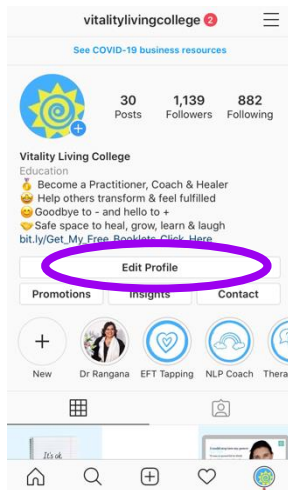 vitalitylivingcollege 2
See COVID-19 business resources
30 1,139 882
Posts Followers Following
Vitality Living College
Education
Become a Practitioner, Coach & Healer
Help others transform & feel fulfilled
Goodbye to - and hello to +
Safe space to heal, grow, learn & laugh
bit.ly/Get_My_Free_Booklets_Click_Here
Edit Profile
Promotions Insights Contact
New Dr Rangana EFT Tapping NLP Coach Thera
It's ok